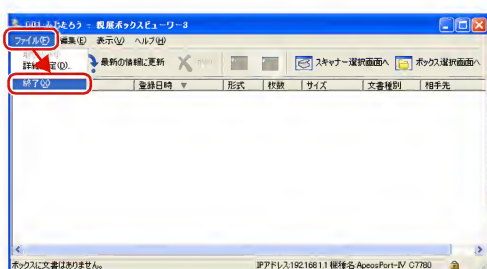 001 ふじたろう - 親展ボックスビューワー3
ファイル(F) 編集(E) 表示(V) ヘルプ(H)
詳細設定(D). 最新の情報に更新 スキャナー選択画面へ ボックス選択画面へ
終了(X)
登録日時 ▼ 形式 枚数 サイズ 文書種別 相手先
ボックスに文書はありません。 IPアドレス:192.168.1.1 機種名:ApeosPort-IV C7780